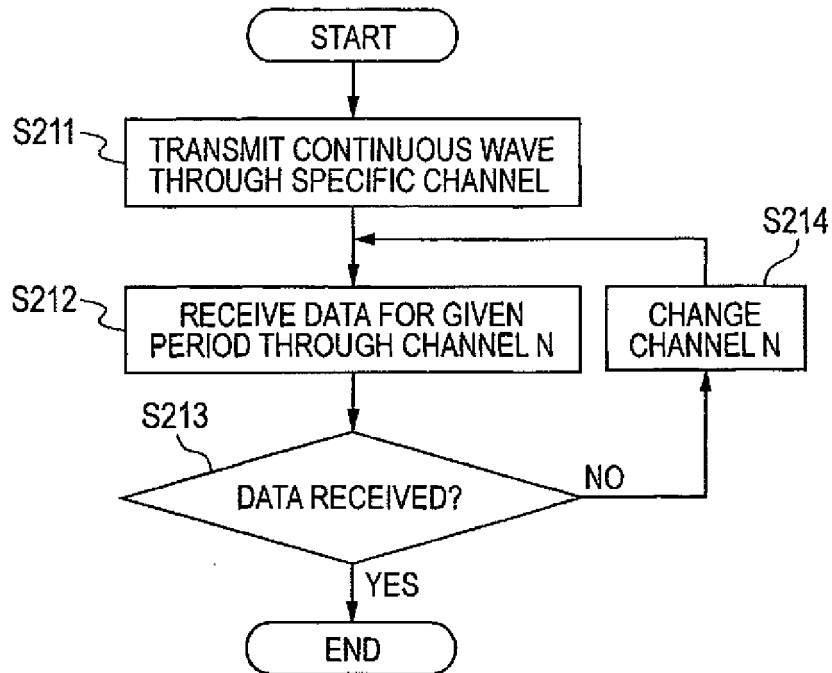 START
S211
TRANSMIT CONTINUOUS WAVE
THROUGH SPECIFIC CHANNEL
S214
S212
RECEIVE DATA FOR GIVEN
PERIOD THROUGH CHANNEL N
CHANGE
CHANNEL N
S213
DATA RECEIVED?
NO
YES
END